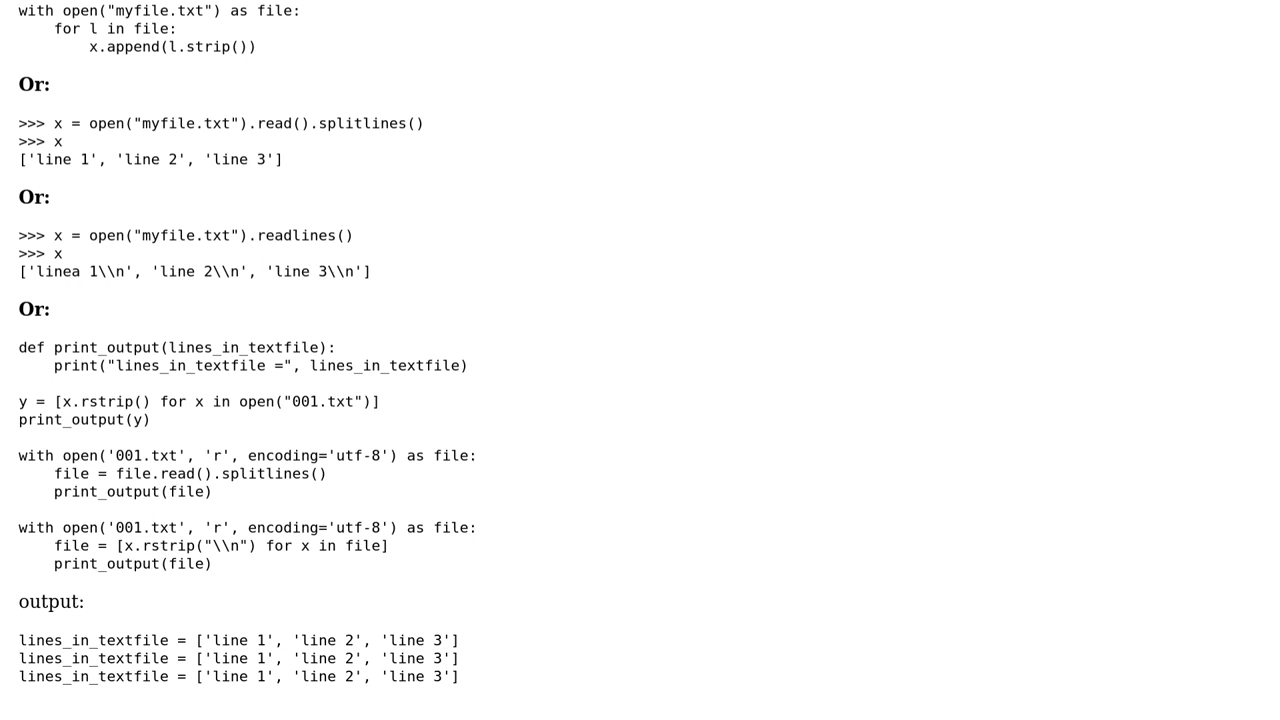 with open("myfile.txt") as file:
    for l in file:
        x.append(l.strip())
Or:
>>> x = open("myfile.txt").read().splitlines()
>>> x
['line 1', 'line 2', 'line 3']
Or:
>>> x = open("myfile.txt").readlines()
>>> x
['linea 1\\n', 'line 2\\n', 'line 3\\n']
Or:
def print_output(lines_in_textfile):
    print("lines_in_textfile =", lines_in_textfile)
y = [x.rstrip() for x in open("001.txt")]
print_output(y)
with open('001.txt', 'r', encoding='utf-8') as file:
    file = file.read().splitlines()
    print_output(file)
with open('001.txt', 'r', encoding='utf-8') as file:
    file = [x.rstrip("\\n") for x in file]
    print_output(file)
output:
lines_in_textfile = ['line 1', 'line 2', 'line 3']
lines_in_textfile = ['line 1', 'line 2', 'line 3']
lines_in_textfile = ['line 1', 'line 2', 'line 3']